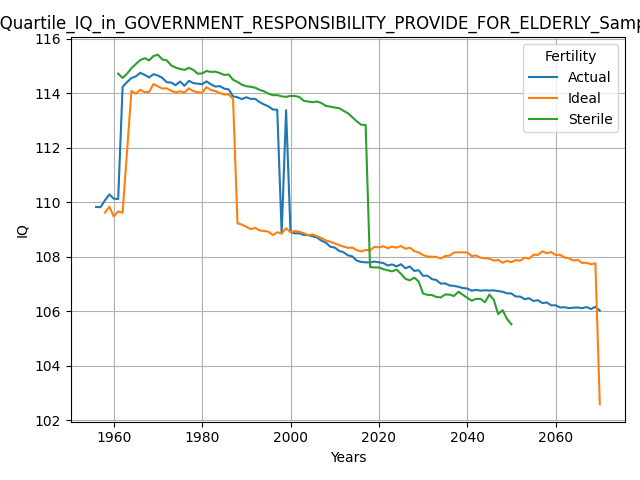 Quartile_IQ_in_GOVERNMENT_RESPONSIBILITY_PROVIDE_FOR_ELDERLY_Samp
116
114
112
110
108
106
104
102
IQ
Fertility
Actual
Ideal
Sterile
1960
1980
2000
2020
2040
2060
Years